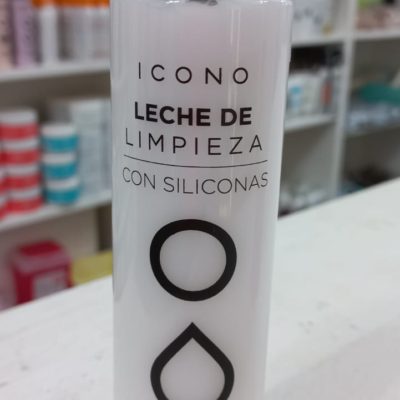 ICONO
LECHE DE
LIMPIEZA
CON SILICONAS